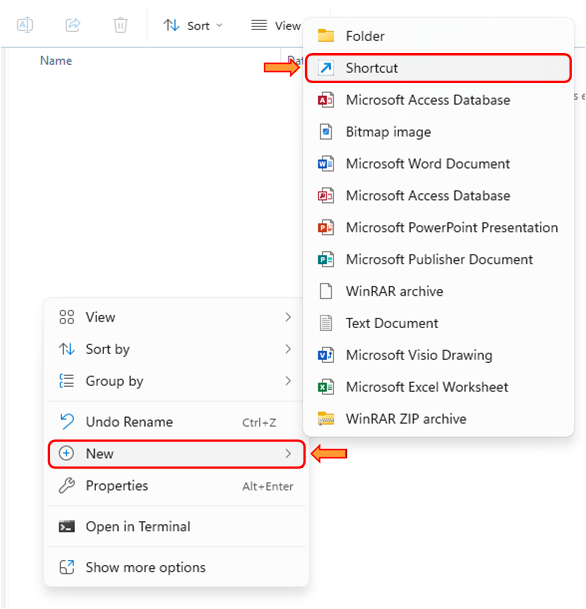 Sort
View
Name
Folder
Shortcut
Microsoft Access Database
Bitmap image
Microsoft Word Document
Microsoft Access Database
Microsoft PowerPoint Presentation
Microsoft Publisher Document
WinRAR archive
Text Document
Microsoft Visio Drawing
Microsoft Excel Worksheet
WinRAR ZIP archive
View
Sort by
Group by
Undo Rename Ctrl+Z
New
Properties Alt+Enter
Open in Terminal
Show more options